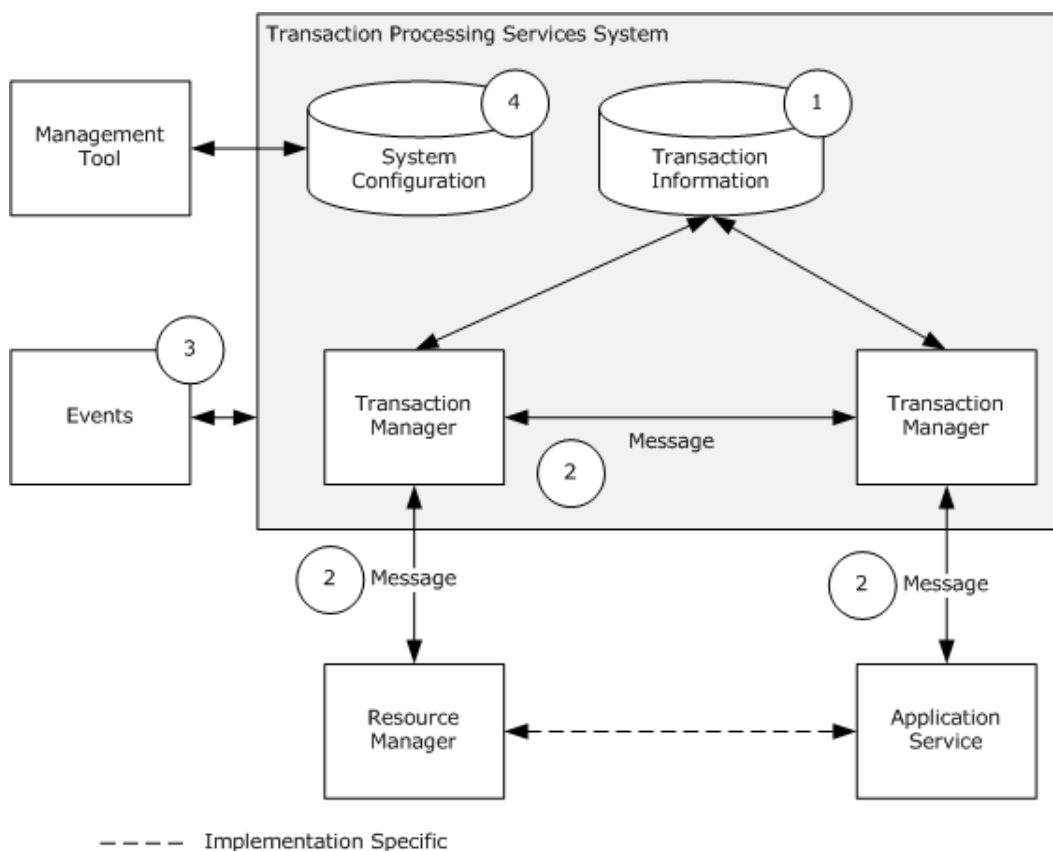 Transaction Processing Services System
4
1
Management
Tool
System
Configuration
Transaction
Information
3
Events
Transaction
Manager
Transaction
Manager
Message
2
2
Message
2
Message
Resource
Manager
Application
Service
Implementation Specific